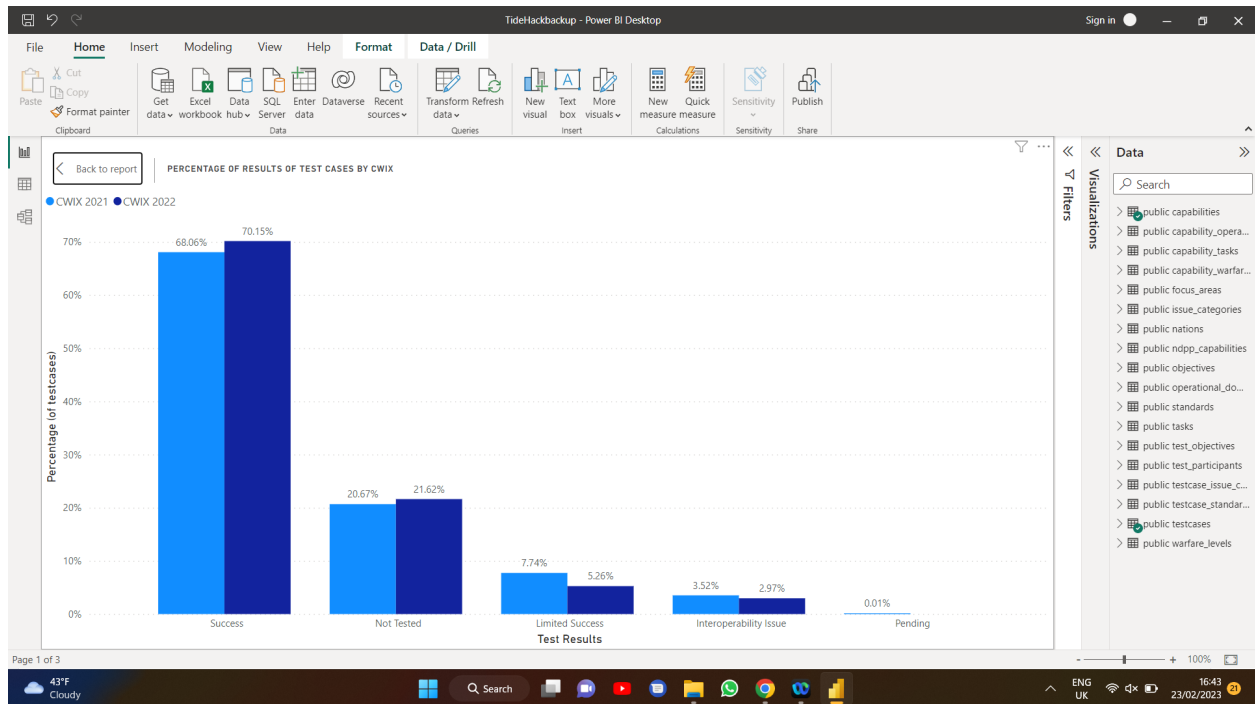 TideHackbackup - Power BI Desktop
Sign in
File Home Insert Modeling View Help Format Data / Drill
Paste
Cut
Copy
Format painter
Clipboard
Get data
Excel workbook
Data hub
SQL Server
Enter data
Dataverse
Recent sources
Data
Transform data
Refresh
Queries
New visual
Text box
More visuals
Insert
New measure
Quick measure
Calculations
Sensitivity
Sensitivity
Publish
Share
Back to report
PERCENTAGE OF RESULTS OF TEST CASES BY CWIX
CWIX 2021 CWIX 2022
Percentage (of testcases)
70%
60%
50%
40%
30%
20%
10%
0%
68.06% 70.15%
20.67% 21.62%
7.74% 5.26%
3.52% 2.97%
0.01%
Success Not Tested Limited Success Interoperability Issue Pending
Test Results
Filters
Visualizations
Data
Search
public capabilities
public capability_opera...
public capability_tasks
public capability_warfar...
public focus_areas
public issue_categories
public nations
public ndpp_capabilities
public objectives
public operational_do...
public standards
public tasks
public test_objectives
public test_participants
public testcase_issue_c...
public testcase_standar...
public testcases
public warfare_levels
Page 1 of 3
- + 100%
43°F
Cloudy
Search
ENG
UK
16:43
23/02/2023
21